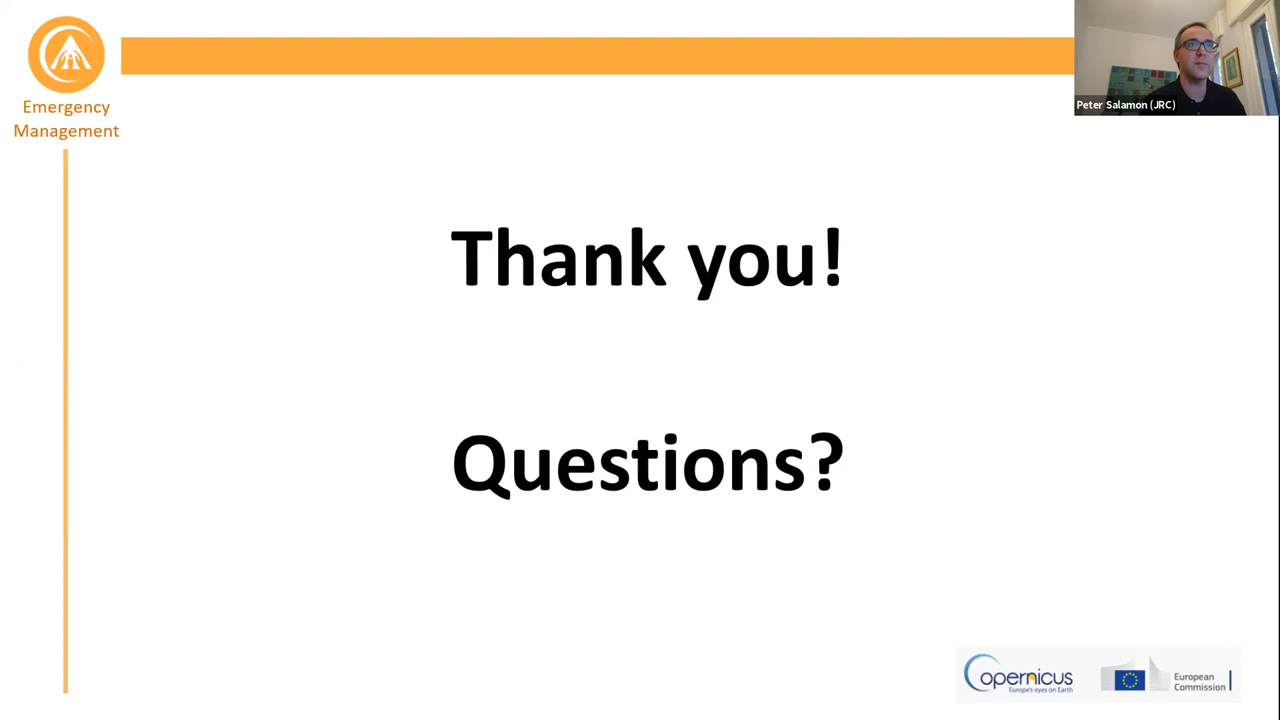 Emergency
Management
Peter Salamon (JRC)
Thank you!
Questions?
Copernicus
Europe's eyes on Earth
European
Commission